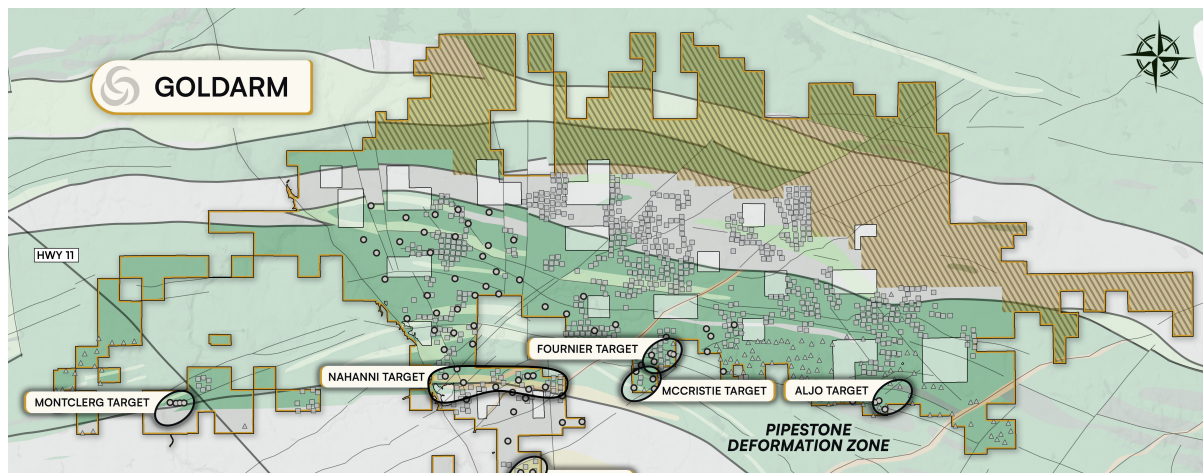 GOLDARM
HWY 11
FOURNIER TARGET
NAHANNI TARGET
MCCRISTIE TARGET
ALJO TARGET
MONTCLERG TARGET
PIPESTONE
DEFORMATION ZONE